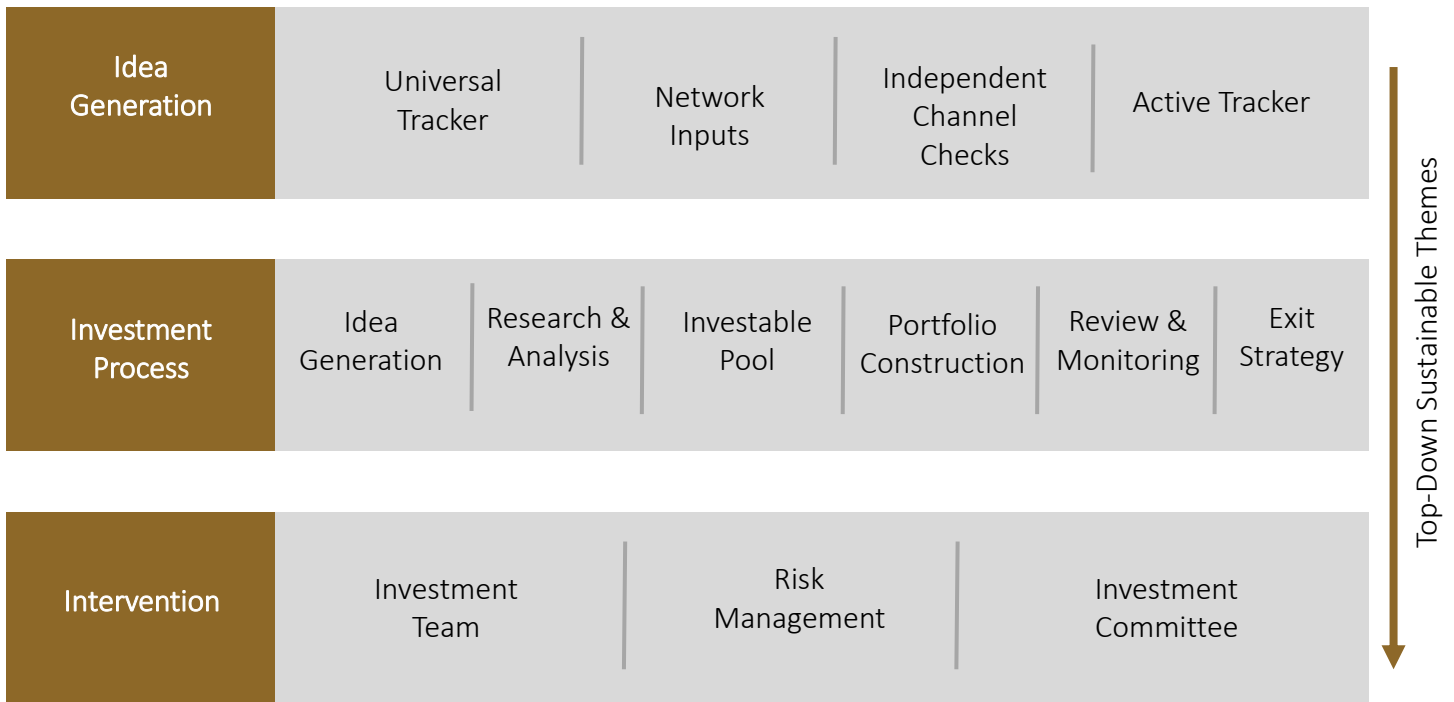 Idea
Generation
Universal
Tracker
Network
Inputs
Independent
Channel
Checks
Active Tracker
Investment
Process
Idea
Generation
Research &
Analysis
Investable
Pool
Portfolio
Construction
Review &
Monitoring
Exit
Strategy
Intervention
Investment
Team
Risk
Management
Investment
Committee
Top-Down Sustainable Themes